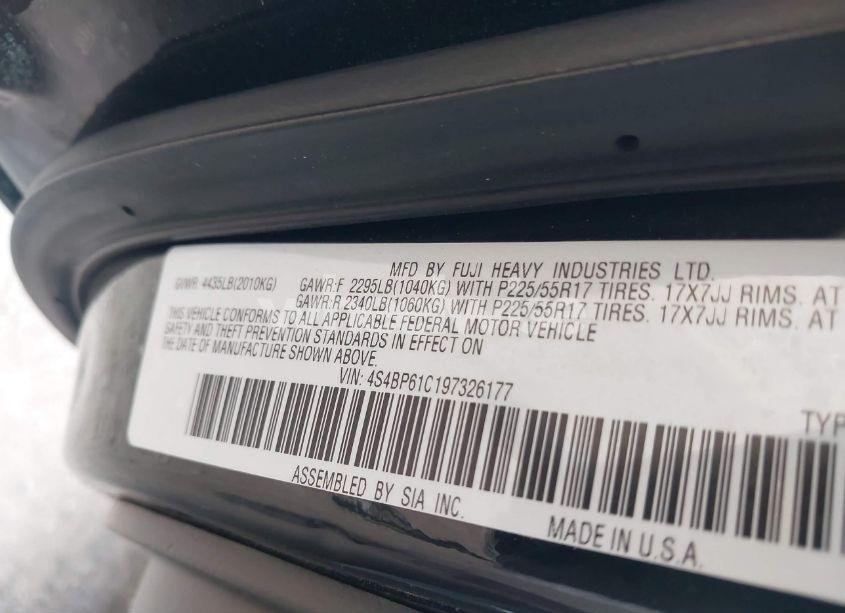 MFD BY FUJI HEAVY INDUSTRIES LTD.
GVWR: 4435LB(2010KG) GAWR:F 2295LB(1040KG) WITH P225/55R17 TIRES. 17X7JJ RIMS. AT
GAWR:R 2340LB(1060KG) WITH P225/55R17 TIRES. 17X7JJ RIMS. AT
THIS VEHICLE CONFORMS TO ALL APPLICABLE FEDERAL MOTOR VEHICLE
SAFETY AND THEFT PREVENTION STANDARDS IN EFFECT ON
THE DATE OF MANUFACTURE SHOWN ABOVE.
VIN: 4S4BP61C197326177
TYP
ASSEMBLED BY SIA INC.
MADE IN U.S.A.